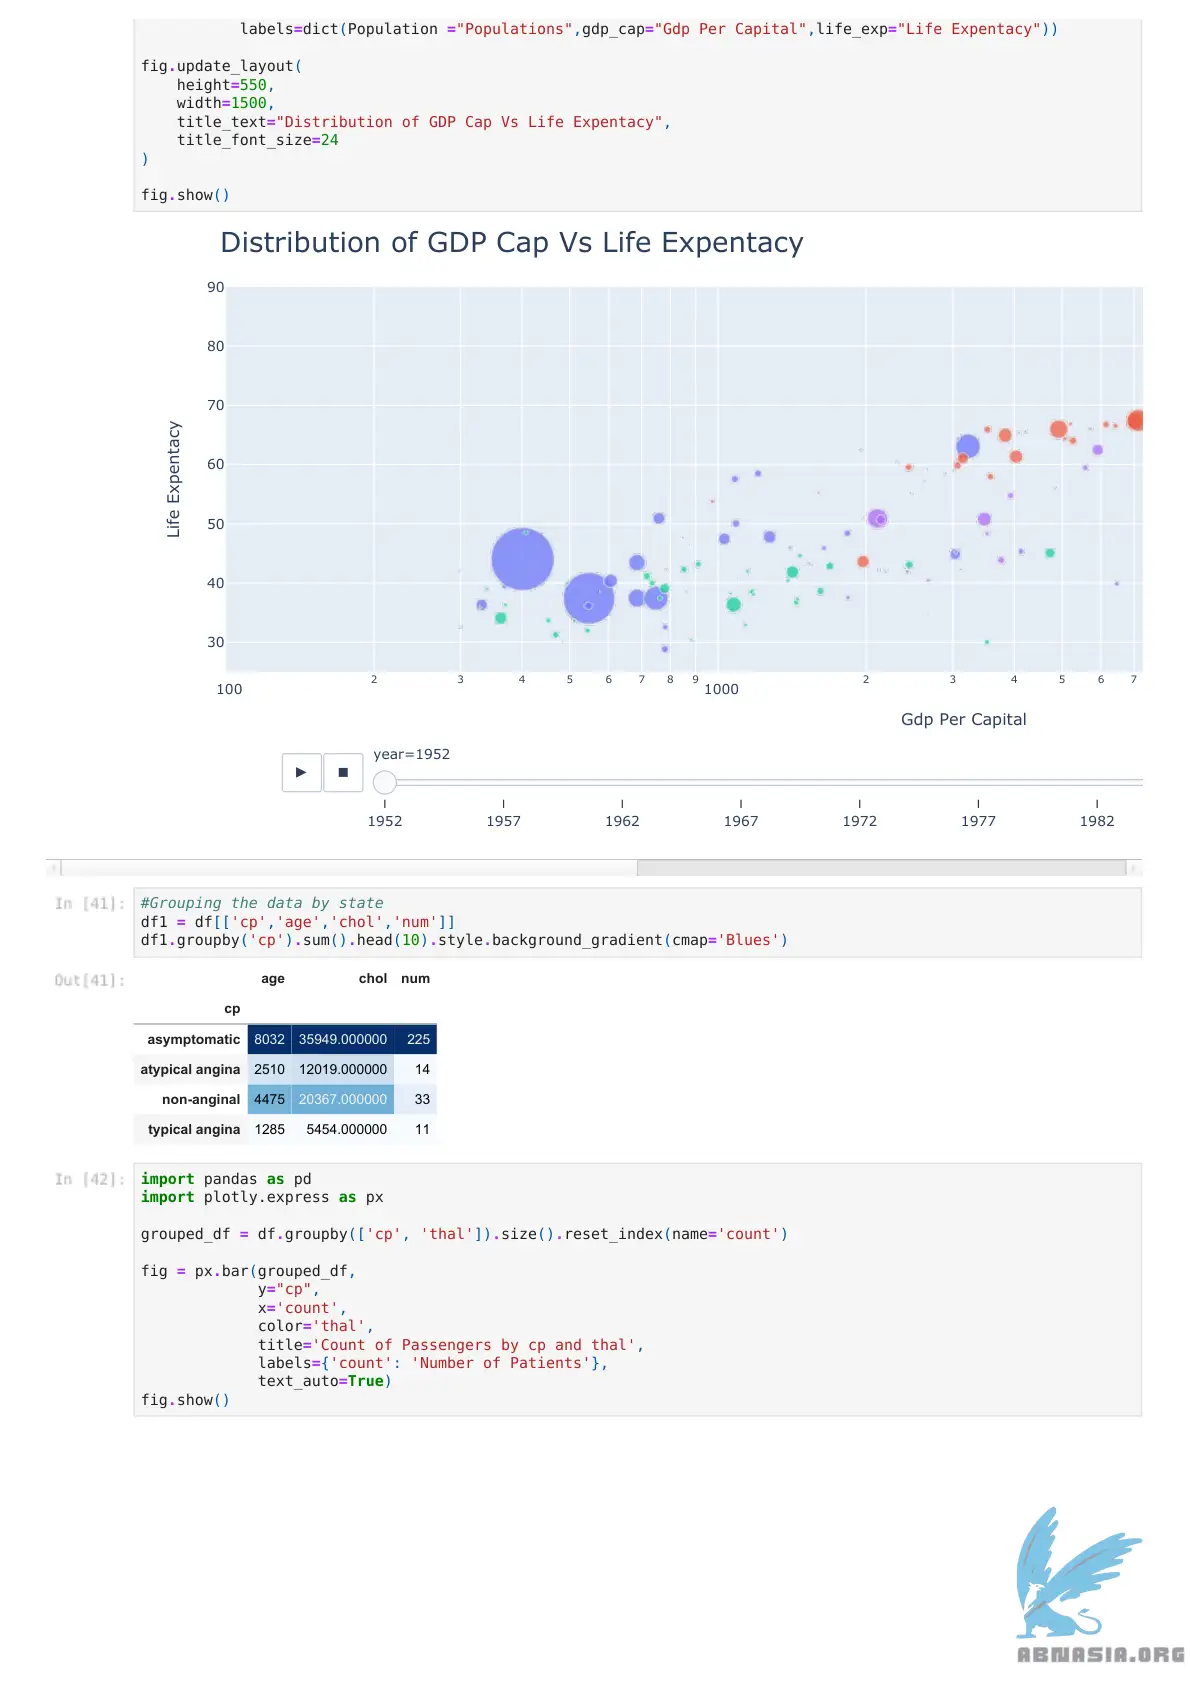 labels=dict(Population ="Populations",gdp_cap="Gdp Per Capital",life_exp="Life Expentacy"))
fig.update_layout(
height=550,
width=1500,
title_text="Distribution of GDP Cap Vs Life Expentacy",
title_font_size=24
)
fig.show()
Distribution of GDP Cap Vs Life Expentacy
90
80
70
60
50
40
30
Life Expentacy
100 2 3 4 5 6 7 8 9 1000 2 3 4 5 6 7
Gdp Per Capital
year=1952
1952 1957 1962 1967 1972 1977 1982
In [41]:
#Grouping the data by state
df1 = df[['cp','age','chol','num']]
df1.groupby('cp').sum().head(10).style.background_gradient(cmap='Blues')
Out[41]:
age chol num
cp
asymptomatic 8032 35949.000000 225
atypical angina 2510 12019.000000 14
non-anginal 4475 20367.000000 33
typical angina 1285 5454.000000 11
In [42]:
import pandas as pd
import plotly.express as px
grouped_df = df.groupby(['cp', 'thal']).size().reset_index(name='count')
fig = px.bar(grouped_df,
y="cp",
x='count',
color='thal',
title='Count of Passengers by cp and thal',
labels={'count': 'Number of Patients'},
text_auto=True)
fig.show()
ABNASIA.ORG